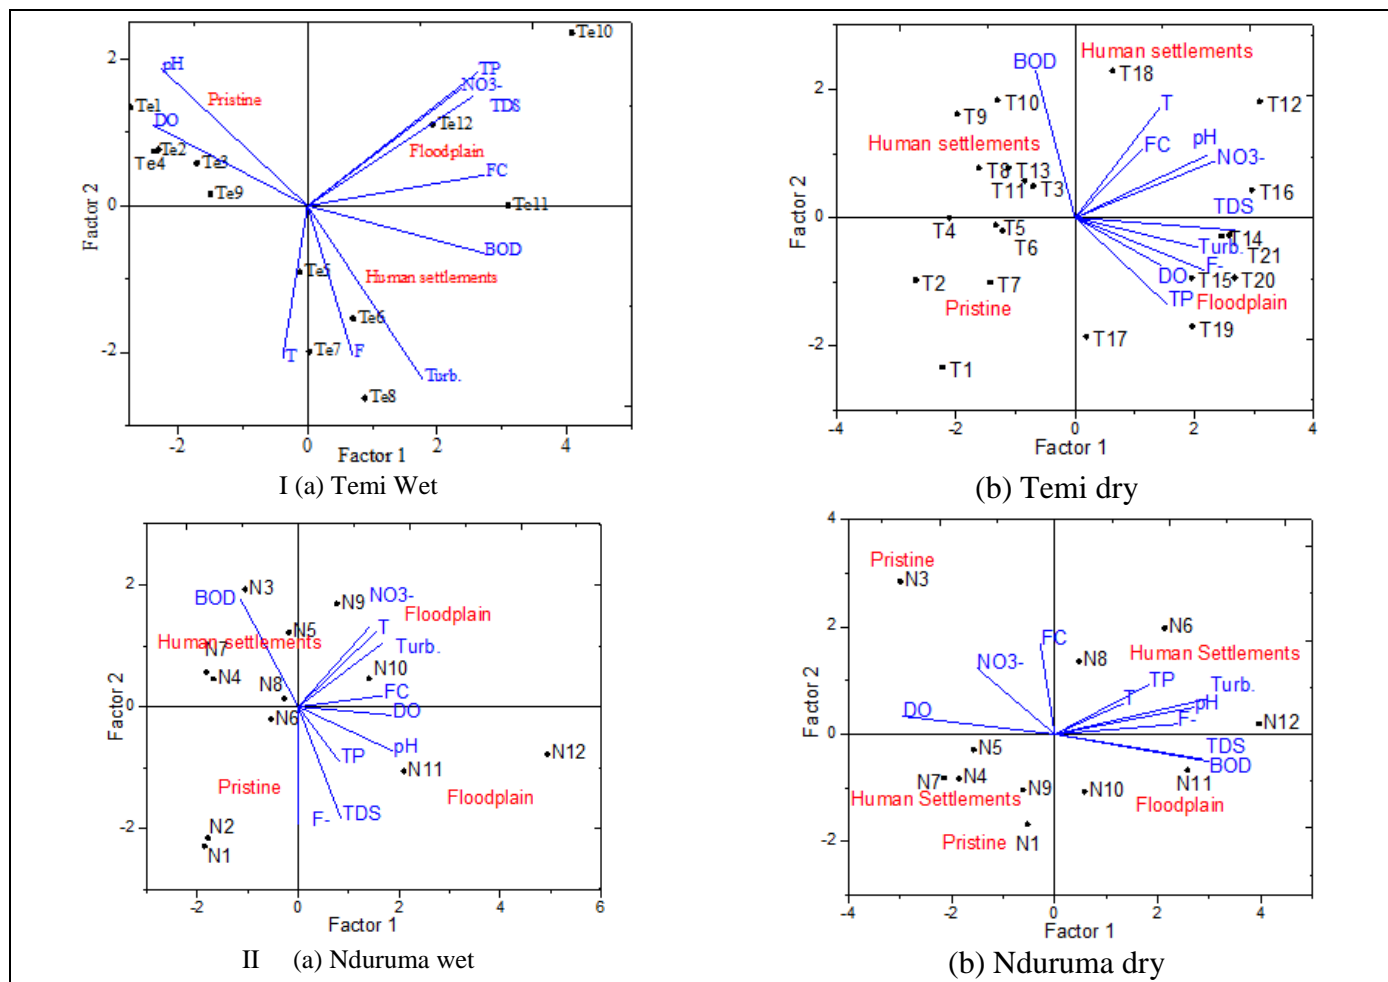 2
0
-2
-2
0
2
4
Factor 2
Factor 1
pH
Pristine
Te1
DO
Te2
Te4
Te3
Te9
Te10
TP
NO3-
TDS
Te12
Floodplain
FC
Te11
BOD
Human settlements
Te5
Te6
T
Te7
F
Turb.
Te8
I (a) Temi Wet
2
0
-2
-4
-2
0
2
4
Factor 2
Factor 1
Human settlements
BOD
T18
T10
T
T12
T9
Human settlements
FC
pH
NO3-
T8
T13
T11
T3
T16
TDS
T4
T5
T6
T14
Turb.
T21
F-
T2
T7
DO
T15
T20
Pristine
TP
Floodplain
T17
T19
T1
(b) Temi dry
2
0
-2
-2
0
2
4
6
Factor 2
Factor 1
N3
BOD
N9
NO3-
Floodplain
Human settlements
N5
T
N7
Turb.
N4
N10
N8
FC
N6
DO
TP
pH
N11
N12
Pristine
Floodplain
F-
TDS
N2
N1
II (a) Nduruma wet
4
2
0
-2
-4
-2
0
2
4
Factor 2
Factor 1
Pristine
N3
FC
N6
NO3-
N8
Human Settlements
TP
T
Turb.
DO
pH
F-
N12
N5
TDS
BOD
N7
N4
N9
N10
N11
Human Settlements
Floodplain
Pristine
N1
(b) Nduruma dry